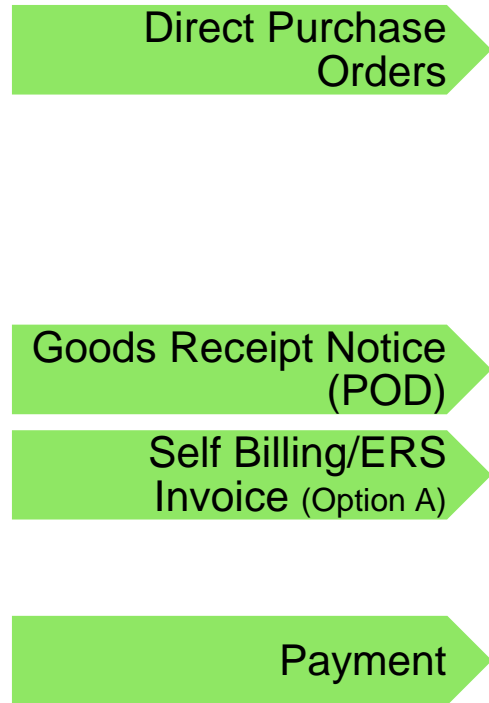 Direct Purchase
Orders
Goods Receipt Notice
(POD)
Self Billing/ERS
Invoice (Option A)
Payment